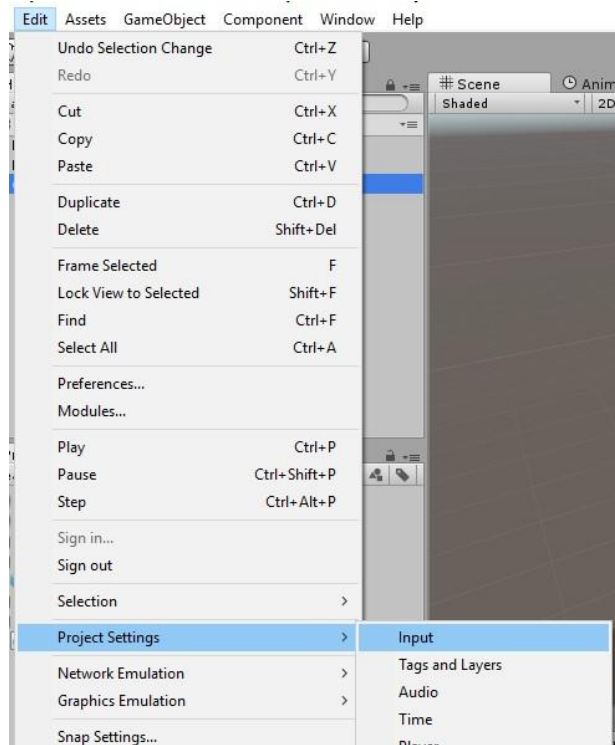 Edit Assets GameObject Component Window Help
Undo Selection Change Ctrl+Z
Redo Ctrl+Y
# Scene
Shaded 2D
Cut Ctrl+X
Copy Ctrl+C
Paste Ctrl+V
Duplicate Ctrl+D
Delete Shift+Del
Frame Selected F
Lock View to Selected Shift+F
Find Ctrl+F
Select All Ctrl+A
Preferences...
Modules...
Play Ctrl+P
Pause Ctrl+Shift+P
Step Ctrl+Alt+P
Sign in...
Sign out
Selection >
Project Settings >
Input
Network Emulation >
Tags and Layers
Graphics Emulation >
Audio
Time
Snap Settings...
Player